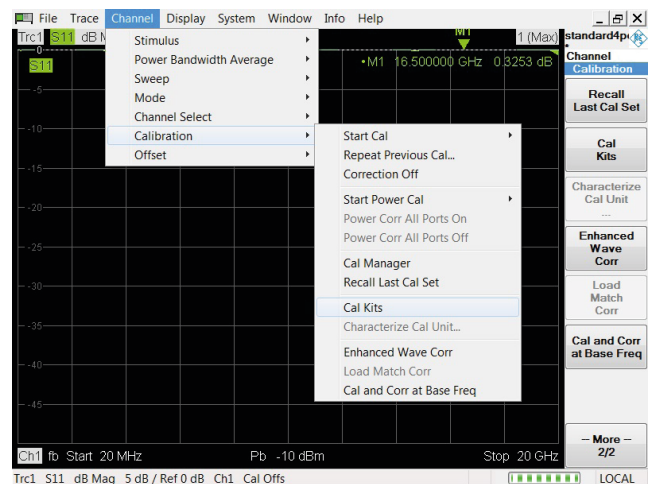 File Trace Channel Display System Window Info Help
Trc1 S11 dB M
1 (Max)
standard4p
M1
0
S11
•M1 16.500000 GHz 0.3253 dB
-5
-10
-15
-20
-25
-30
-35
-40
-45
Stimulus
Power Bandwidth Average
Sweep
Mode
Channel Select
Calibration
Offset
Start Cal
Repeat Previous Cal...
Correction Off
Start Power Cal
Power Corr All Ports On
Power Corr All Ports Off
Cal Manager
Recall Last Cal Set
Cal Kits
Characterize Cal Unit...
Enhanced Wave Corr
Load Match Corr
Cal and Corr at Base Freq
Channel
Calibration
Recall
Last Cal Set
Cal
Kits
Characterize
Cal Unit
...
Enhanced
Wave
Corr
Load
Match
Corr
Cal and Corr
at Base Freq
– More –
2/2
Ch1 fb Start 20 MHz Pb -10 dBm Stop 20 GHz
Trc1 S11 dB Mag 5 dB / Ref 0 dB Ch1 Cal Offs LOCAL